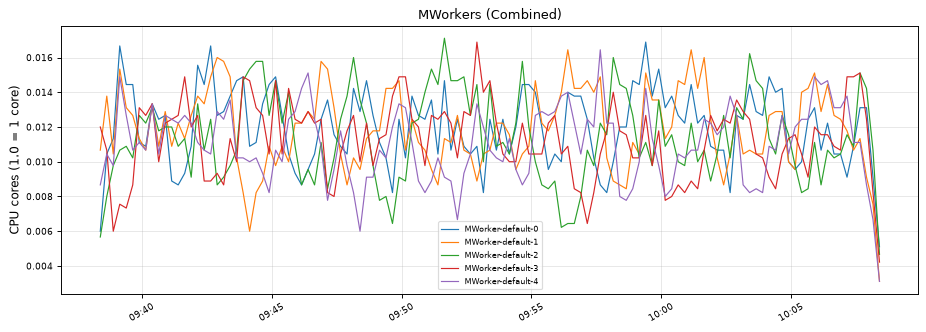 MWorkers (Combined)
CPU cores (1.0 = 1 core)
0.016
0.014
0.012
0.010
0.008
0.006
0.004
MWorker-default-0
MWorker-default-1
MWorker-default-2
MWorker-default-3
MWorker-default-4
09:40
09:45
09:50
09:55
10:00
10:05